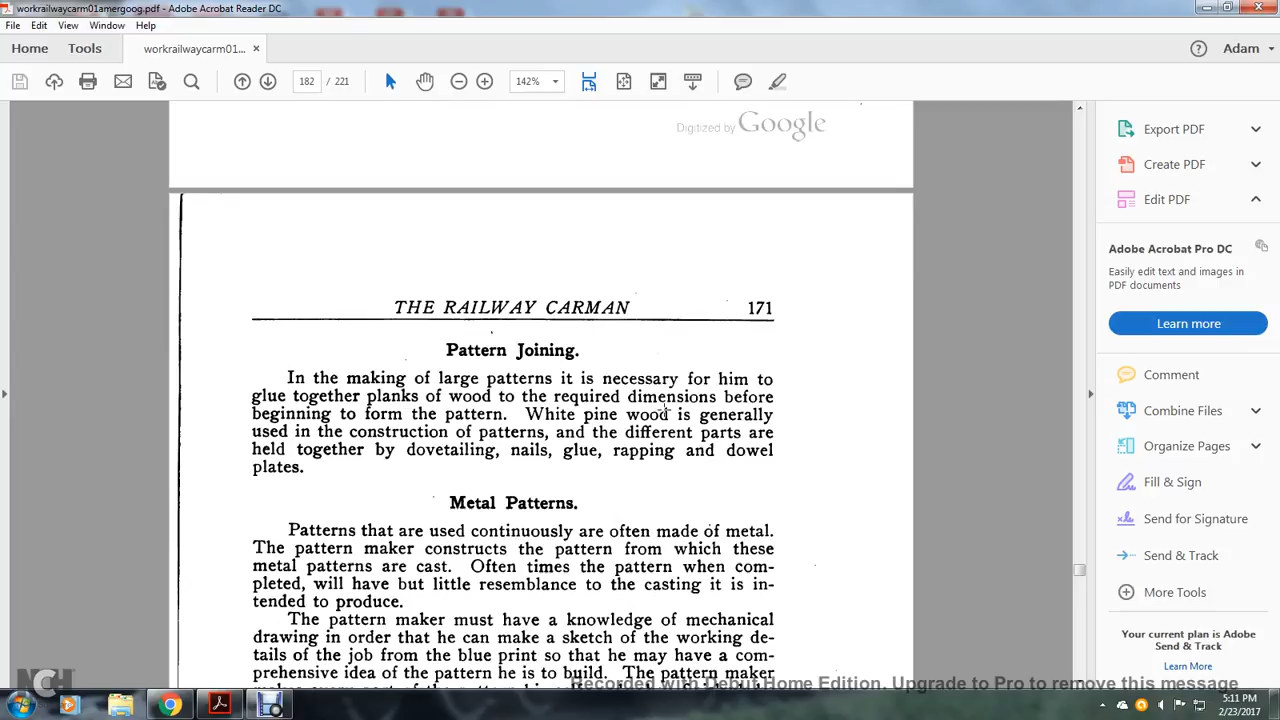 workrailwaycarm01amergoog.pdf - Adobe Acrobat Reader DC
File Edit View Window Help
Home Tools workrailwaycarm01... × Adam
182 / 221 142%
Digitized by Google
THE RAILWAY CARMAN 171
Pattern Joining.
In the making of large patterns it is necessary for him to
glue together planks of wood to the required dimensions before
beginning to form the pattern. White pine wood is generally
used in the construction of patterns, and the different parts are
held together by dovetailing, nails, glue, rapping and dowel
plates.
Metal Patterns.
Patterns that are used continuously are often made of metal.
The pattern maker constructs the pattern from which these
metal patterns are cast. Often times the pattern when com-
pleted, will have but little resemblance to the casting it is in-
tended to produce.
The pattern maker must have a knowledge of mechanical
drawing in order that he can make a sketch of the working de-
tails of the job from the blue print so that he may have a com-
prehensive idea of the pattern he is to build. The pattern maker
Export PDF
Create PDF
Edit PDF
Adobe Acrobat Pro DC
Easily edit text and images in
PDF documents
Learn more
Comment
Combine Files
Organize Pages
Fill & Sign
Send for Signature
Send & Track
More Tools
Your current plan is Adobe
Send & Track
Learn More
NCH
Recorded with Debut Home Edition. Upgrade to Pro to remove this message
5:11 PM
2/23/2017